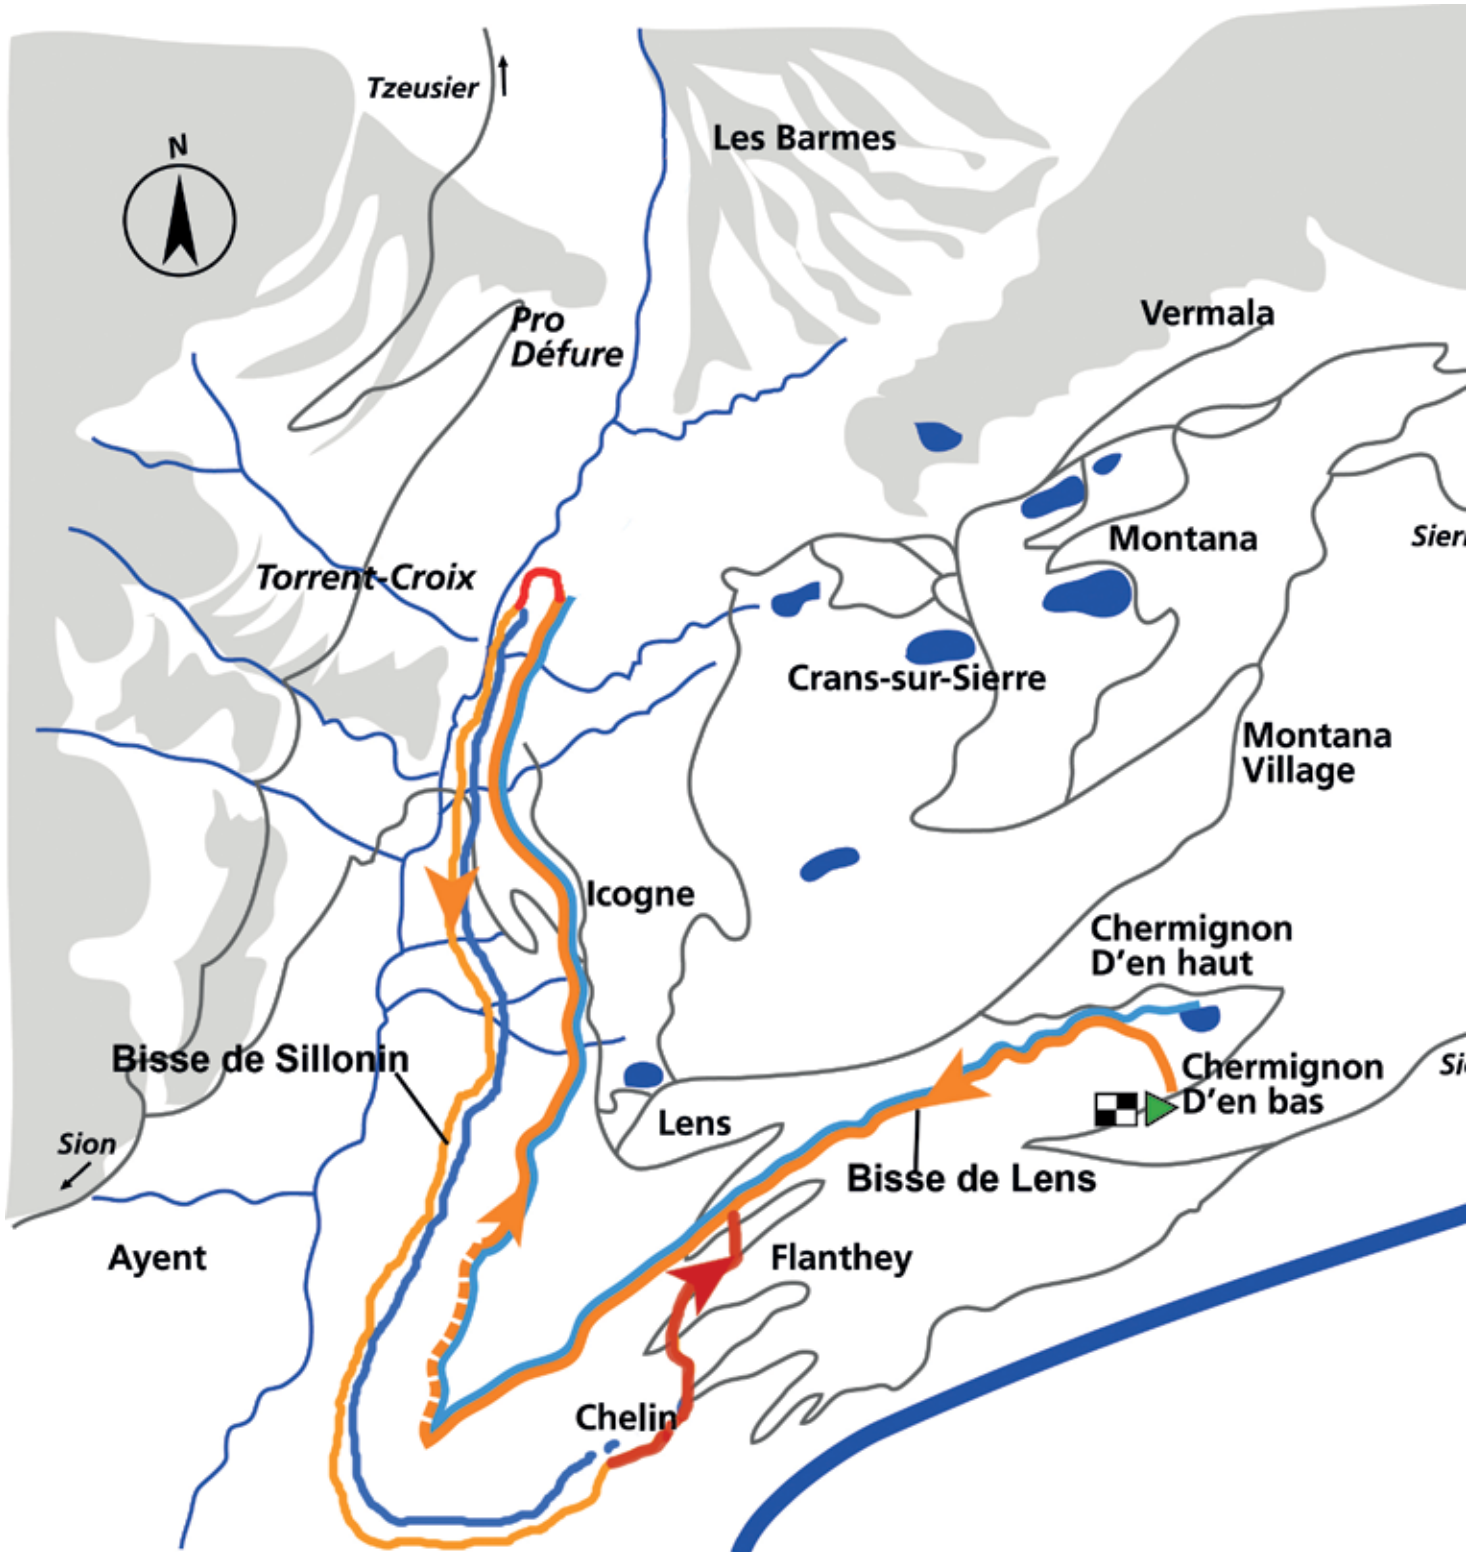 Tzeusier
N
Les Barmes
Pro
Défure
Vermala
Torrent-Croix
Montana
Crans-sur-Sierre
Montana
Village
Icogne
Chermignon
D'en haut
Bisse de Sillonin
Chermignon
D'en bas
Lens
Sion
Bisse de Lens
Ayent
Flanthey
Chelin